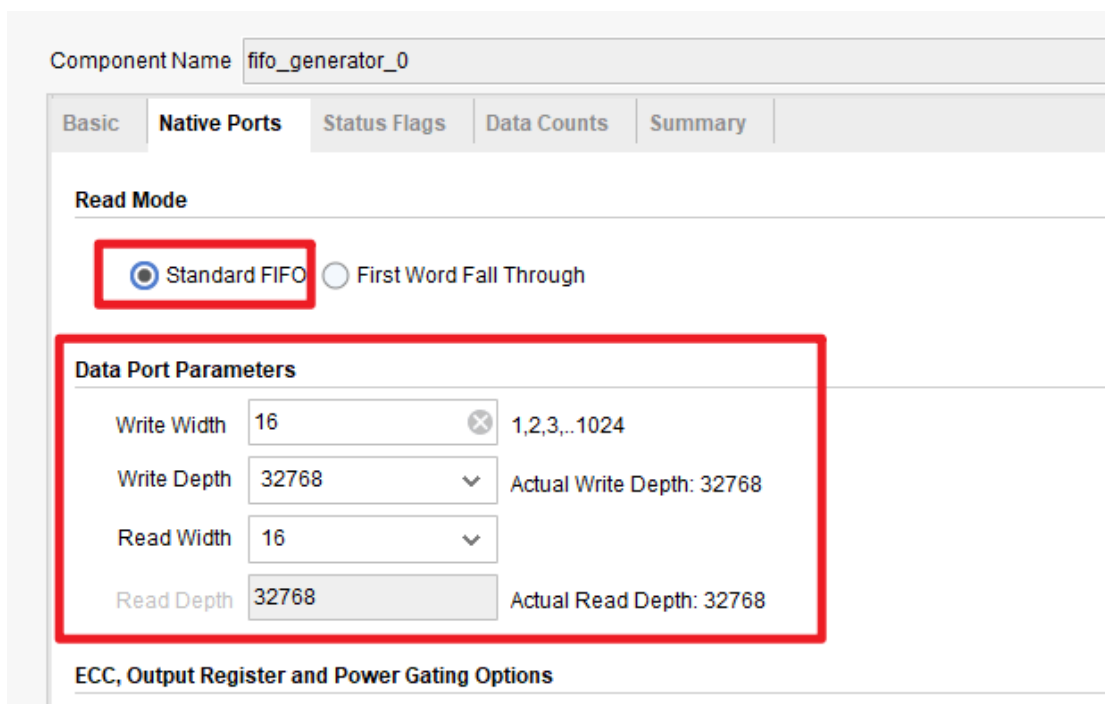 Component Name fifo_generator_0
Basic Native Ports Status Flags Data Counts Summary
Read Mode
Standard FIFO First Word Fall Through
Data Port Parameters
Write Width 16 1,2,3,..1024
Write Depth 32768 Actual Write Depth: 32768
Read Width 16
Read Depth 32768 Actual Read Depth: 32768
ECC, Output Register and Power Gating Options